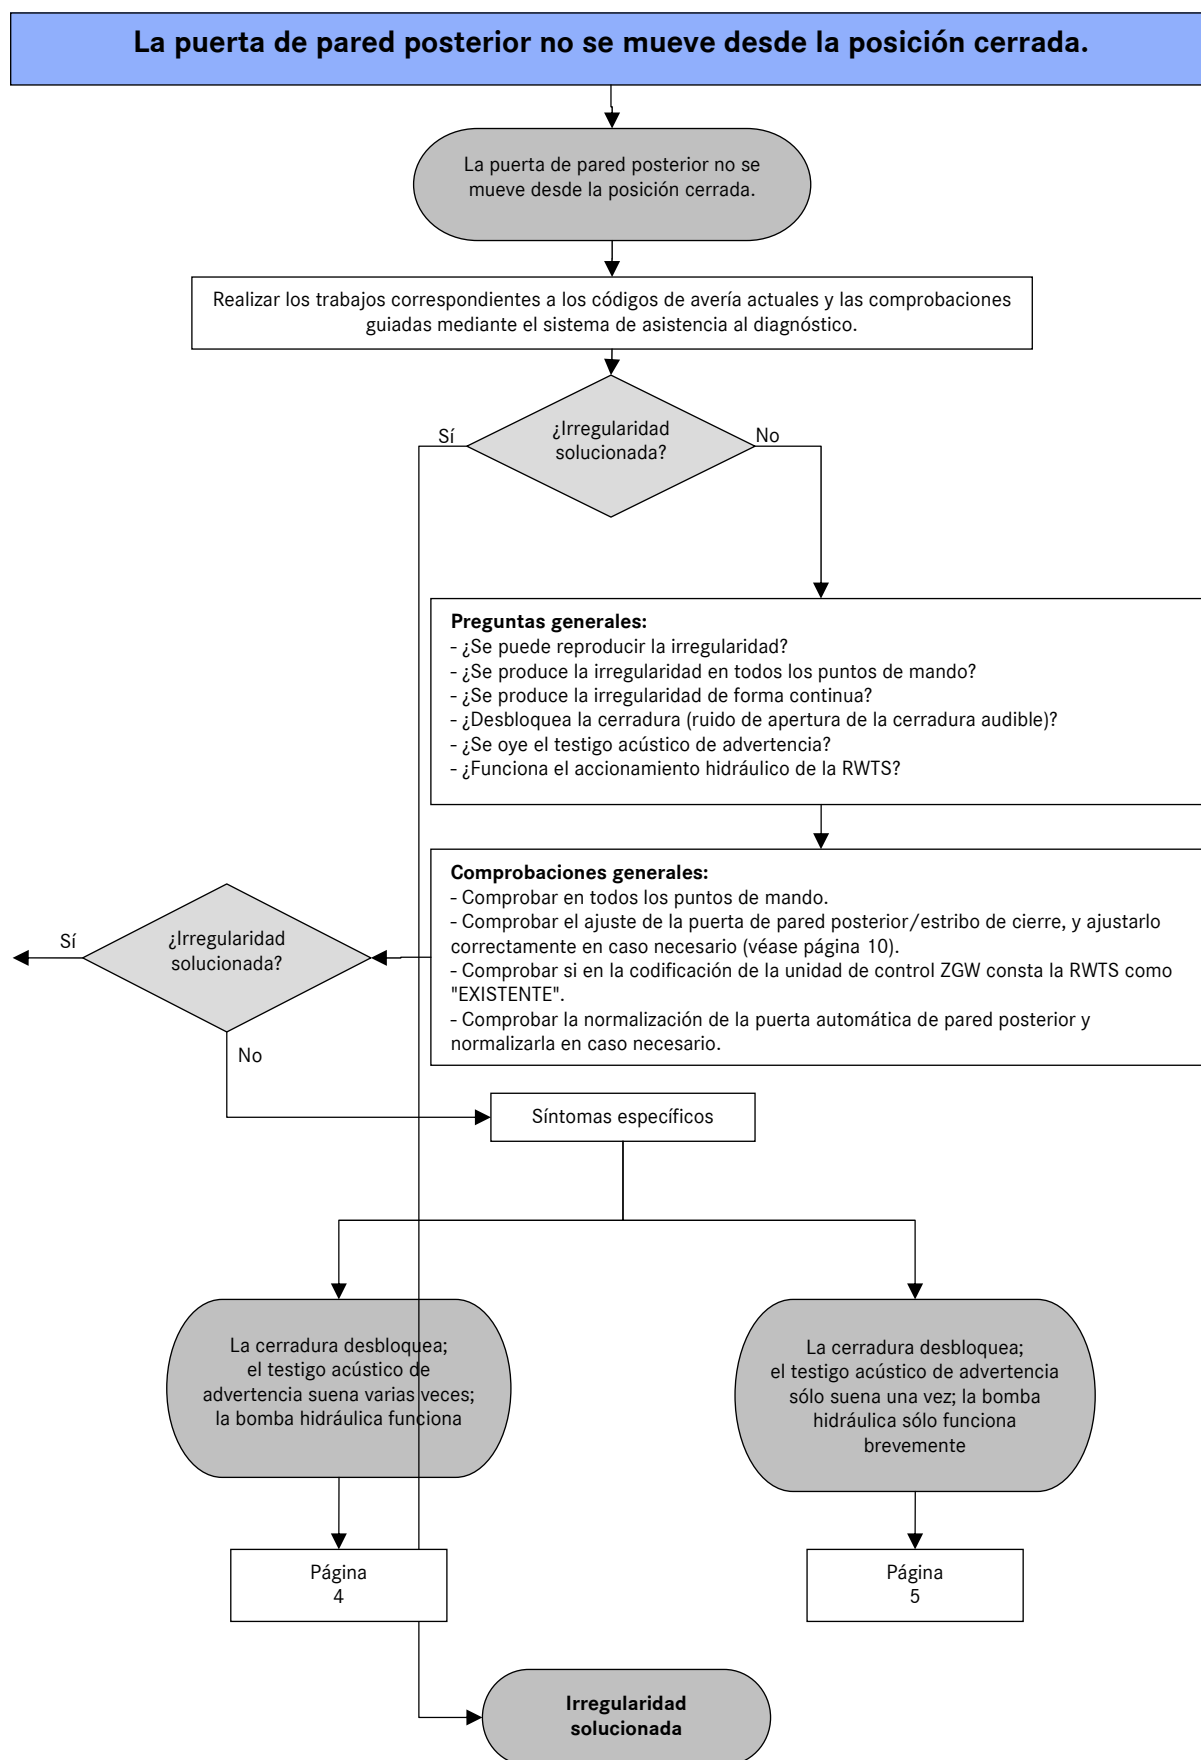 La puerta de pared posterior no se mueve desde la posición cerrada.
La puerta de pared posterior no se
mueve desde la posición cerrada.
Realizar los trabajos correspondientes a los códigos de avería actuales y las comprobaciones
guiadas mediante el sistema de asistencia al diagnóstico.
¿Irregularidad
solucionada?
Sí
No
Preguntas generales:
- ¿Se puede reproducir la irregularidad?
- ¿Se produce la irregularidad en todos los puntos de mando?
- ¿Se produce la irregularidad de forma continua?
- ¿Desbloquea la cerradura (ruido de apertura de la cerradura audible)?
- ¿Se oye el testigo acústico de advertencia?
- ¿Funciona el accionamiento hidráulico de la RWTS?
Comprobaciones generales:
- Comprobar en todos los puntos de mando.
- Comprobar el ajuste de la puerta de pared posterior/estribo de cierre, y ajustarlo
correctamente en caso necesario (véase página 10).
- Comprobar si en la codificación de la unidad de control ZGW consta la RWTS como
"EXISTENTE".
- Comprobar la normalización de la puerta automática de pared posterior y
normalizarla en caso necesario.
¿Irregularidad
solucionada?
Sí
No
Síntomas específicos
La cerradura desbloquea;
el testigo acústico de
advertencia suena varias veces;
la bomba hidráulica funciona
La cerradura desbloquea;
el testigo acústico de advertencia
sólo suena una vez; la bomba
hidráulica sólo funciona
brevemente
Página
4
Página
5
Irregularidad
solucionada